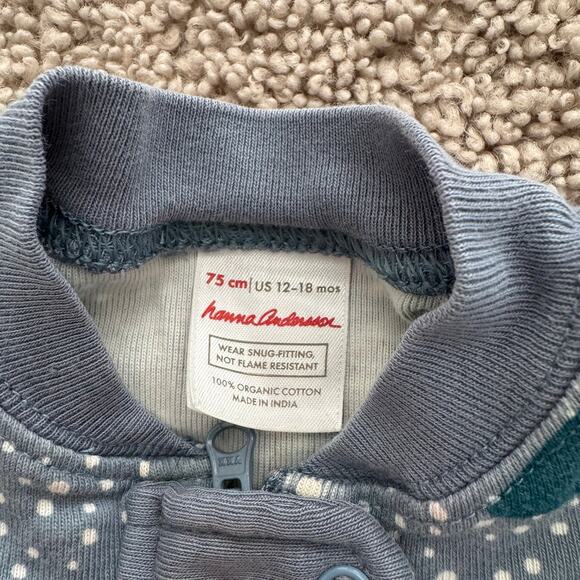 75 cm | US 12-18 mos
hanna andersson
WEAR SNUG-FITTING,
NOT FLAME RESISTANT
100% ORGANIC COTTON
MADE IN INDIA
YKK